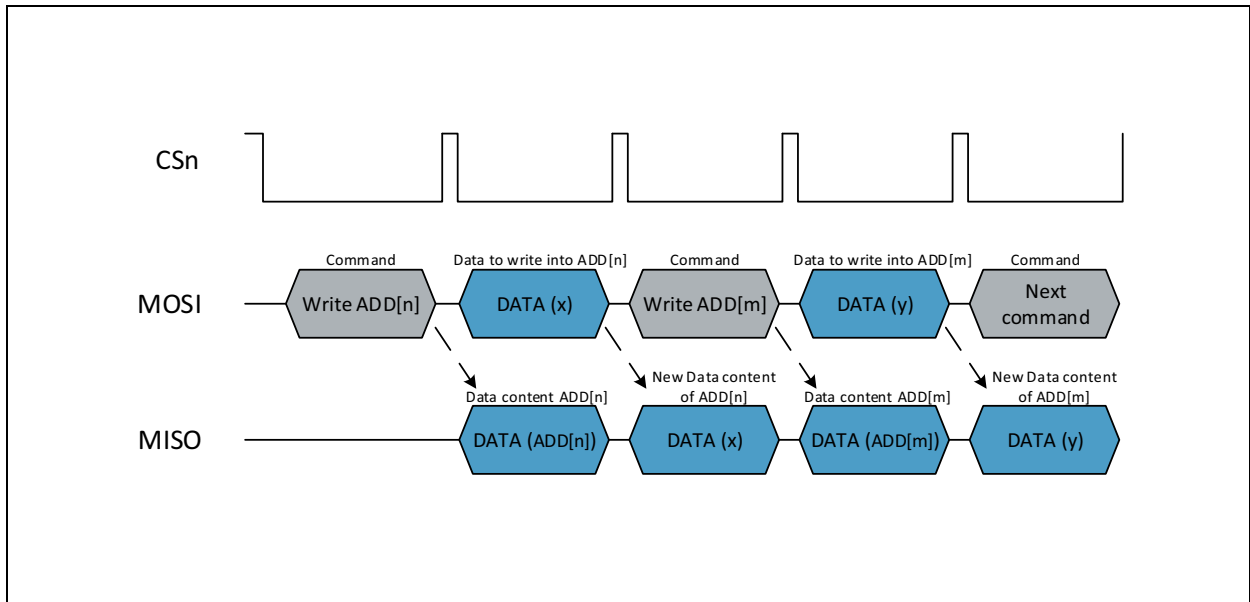 CSn
Command
Data to write into ADD[n]
Command
Data to write into ADD[m]
Command
MOSI
Write ADD[n]
DATA (x)
Write ADD[m]
DATA (y)
Next
command
New Data content
of ADD[n]
New Data content
of ADD[m]
Data content ADD[n]
Data content ADD[m]
MISO
DATA (ADD[n])
DATA (x)
DATA (ADD[m])
DATA (y)